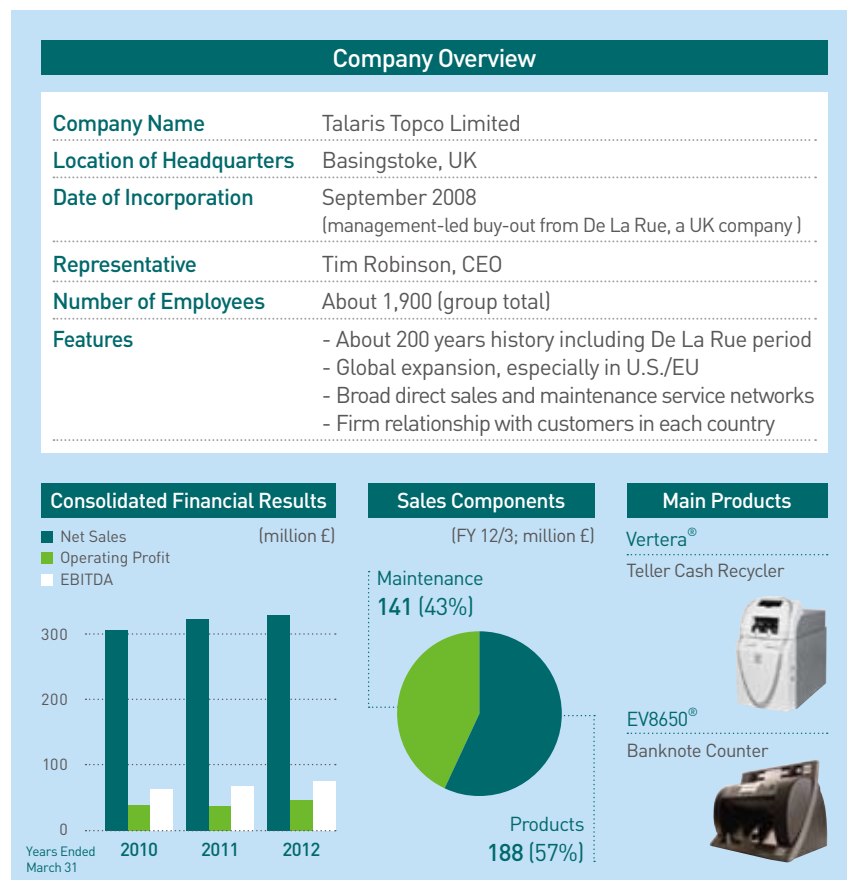 Company Overview
Company Name Talaris Topco Limited
Location of Headquarters Basingstoke, UK
Date of Incorporation September 2008
(management-led buy-out from De La Rue, a UK company )
Representative Tim Robinson, CEO
Number of Employees About 1,900 (group total)
Features - About 200 years history including De La Rue period
- Global expansion, especially in U.S./EU
- Broad direct sales and maintenance service networks
- Firm relationship with customers in each country
Consolidated Financial Results
Net Sales (million £)
Operating Profit
EBITDA
300
200
100
0
Years Ended
March 31
2010 2011 2012
Sales Components
(FY 12/3; million £)
Maintenance
141 (43%)
Products
188 (57%)
Main Products
Vertera®
Teller Cash Recycler
EV8650®
Banknote Counter